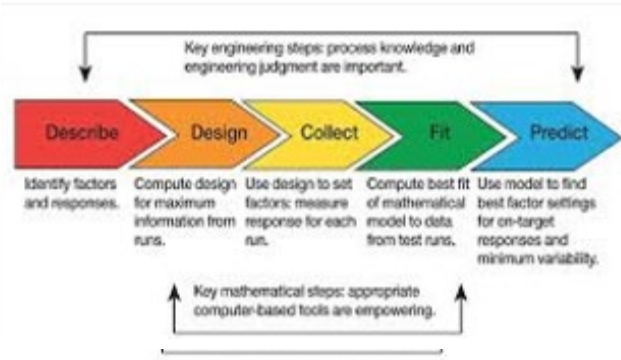 Key engineering steps: process knowledge and
engineering judgment are important.
Describe
Design
Collect
Fit
Predict
Identify factors
and responses.
Compute design
for maximum
information from
runs.
Use design to set
factors: measure
response for each
run.
Compute best fit
of mathematical
model to data
from test runs.
Use model to find
best factor settings
for on-target
responses and
minimum variability.
Key mathematical steps: appropriate
computer-based tools are empowering.